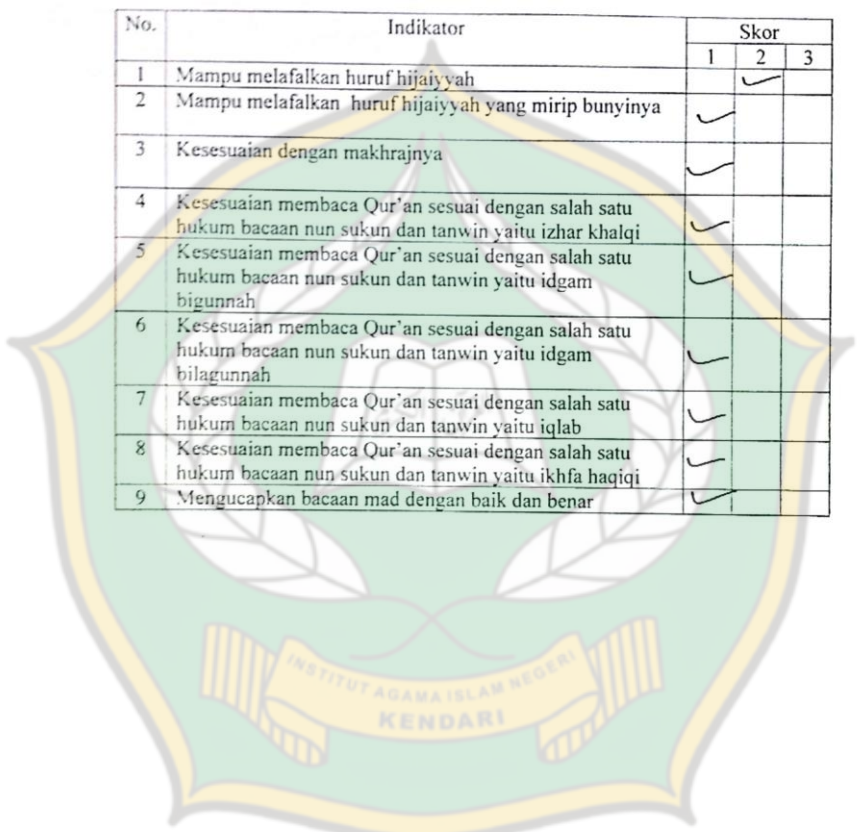 No. Indikator Skor
1 2 3
1 Mampu melafalkan huruf hijaiyyah
2 Mampu melafalkan huruf hijaiyyah yang mirip bunyinya
3 Kesesuaian dengan makhrajnya
4 Kesesuaian membaca Qur'an sesuai dengan salah satu
hukum bacaan nun sukun dan tanwin yaitu izhar khalqi
5 Kesesuaian membaca Qur'an sesuai dengan salah satu
hukum bacaan nun sukun dan tanwin yaitu idgam
bigunnah
6 Kesesuaian membaca Qur'an sesuai dengan salah satu
hukum bacaan nun sukun dan tanwin yaitu idgam
bilagunnah
7 Kesesuaian membaca Qur'an sesuai dengan salah satu
hukum bacaan nun sukun dan tanwin yaitu iqlab
8 Kesesuaian membaca Qur'an sesuai dengan salah satu
hukum bacaan nun sukun dan tanwin yaitu ikhfa haqiqi
9 Mengucapkan bacaan mad dengan baik dan benar
INSTITUT AGAMA ISLAM NEGERI
KENDARI